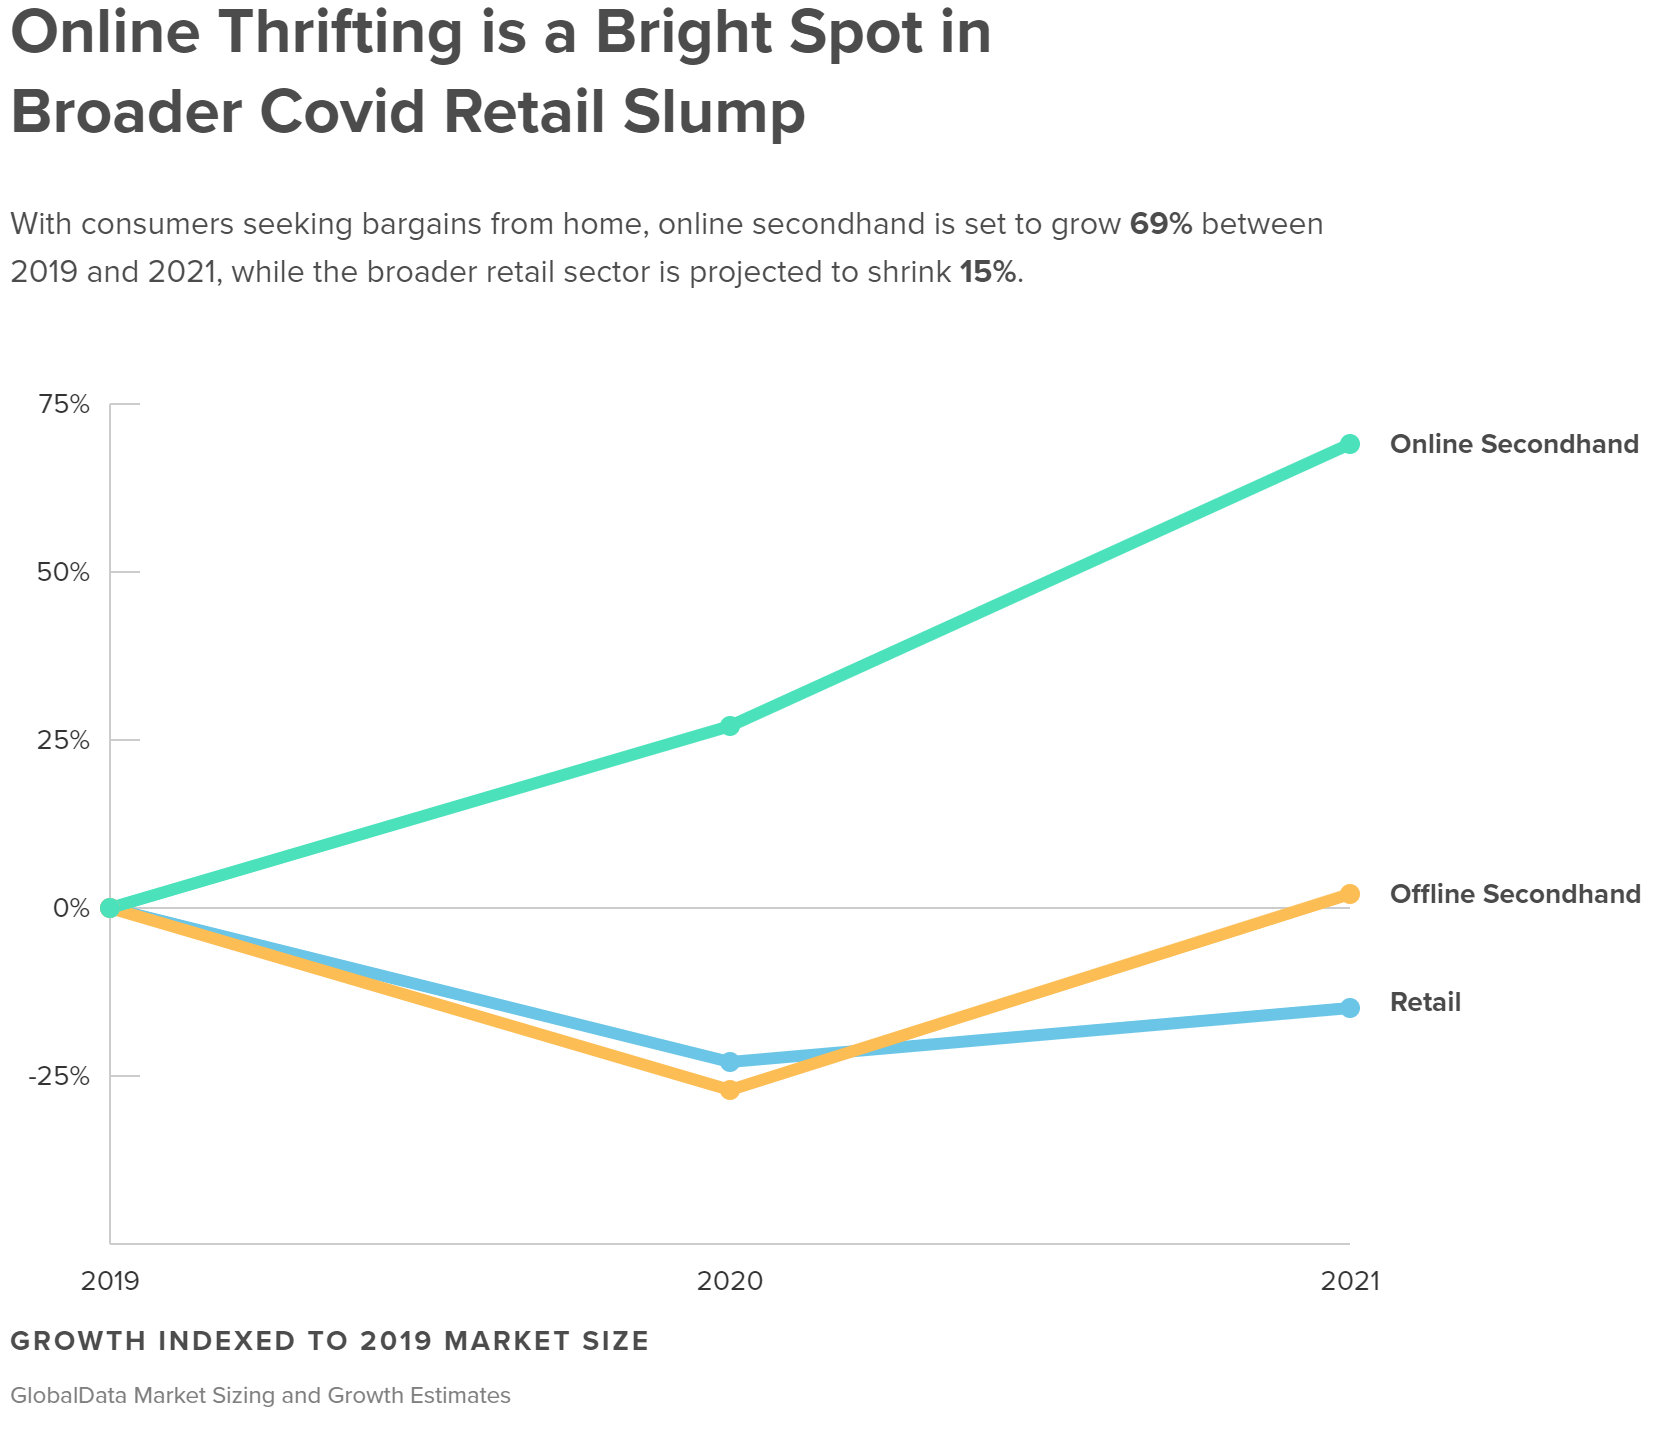 Online Thrifting is a Bright Spot in
Broader Covid Retail Slump
With consumers seeking bargains from home, online secondhand is set to grow 69% between
2019 and 2021, while the broader retail sector is projected to shrink 15%.
75%
Online Secondhand
50%
25%
0%
Offline Secondhand
Retail
-25%
2019 2020 2021
GROWTH INDEXED TO 2019 MARKET SIZE
GlobalData Market Sizing and Growth Estimates